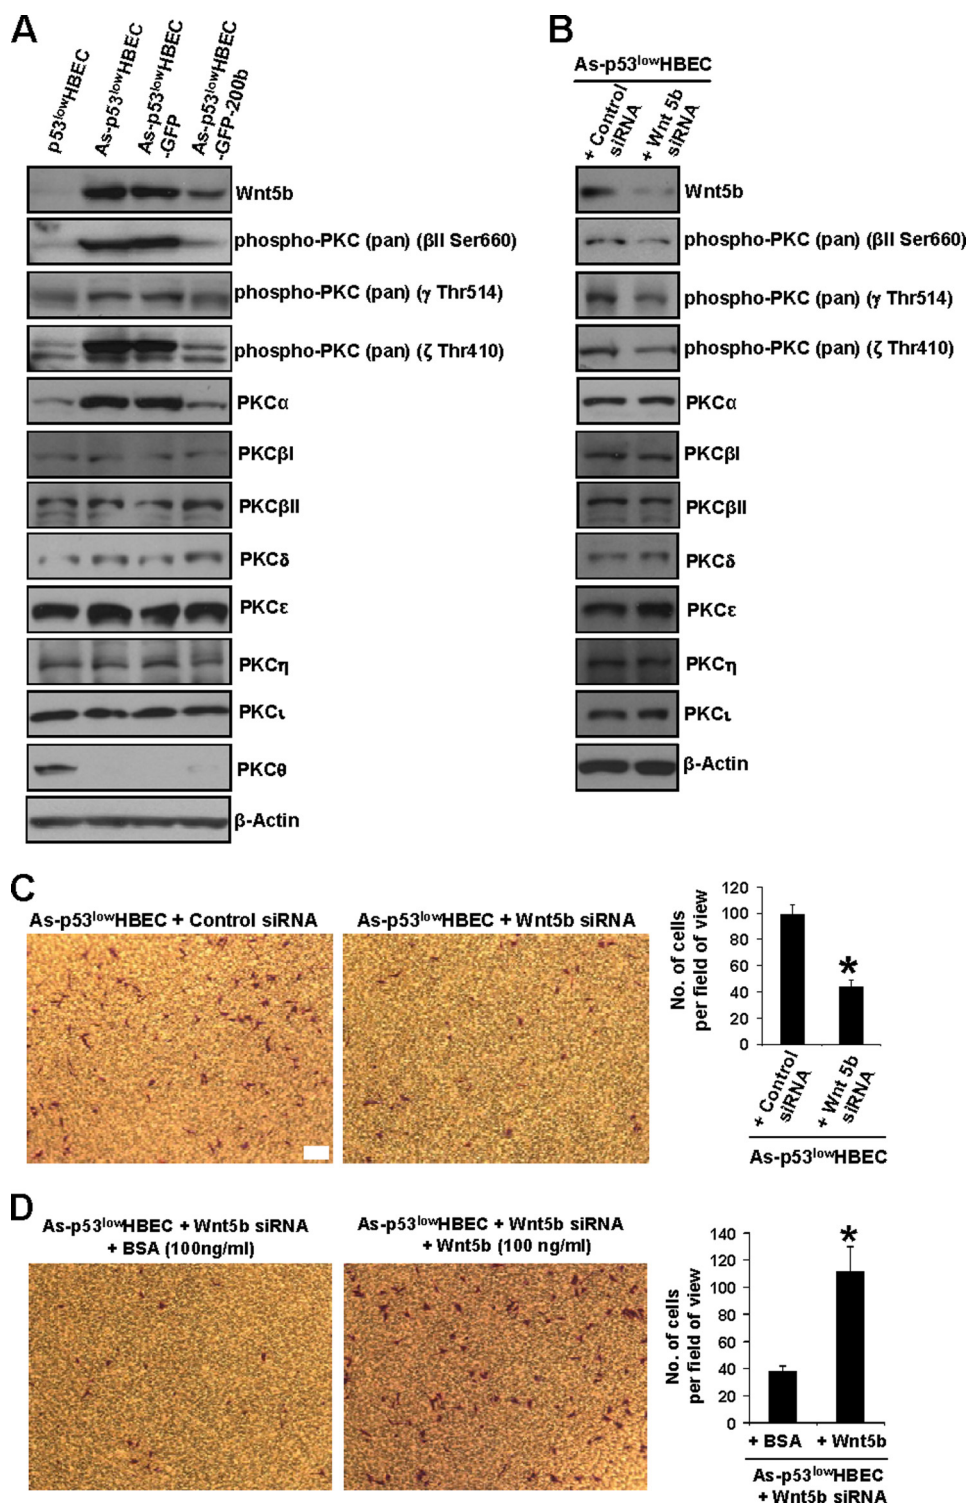 A
p53lowHBEC
As-p53lowHBEC
As-p53lowHBEC
-GFP
As-p53lowHBEC
-GFP-200b
Wnt5b
phospho-PKC (pan) (βII Ser660)
phospho-PKC (pan) (γ Thr514)
phospho-PKC (pan) (ζ Thr410)
PKCα
PKCβI
PKCβII
PKCδ
PKCε
PKCη
PKCι
PKCθ
β-Actin
B
As-p53lowHBEC
+ Control
siRNA
+ Wnt 5b
siRNA
Wnt5b
phospho-PKC (pan) (βII Ser660)
phospho-PKC (pan) (γ Thr514)
phospho-PKC (pan) (ζ Thr410)
PKCα
PKCβI
PKCβII
PKCδ
PKCε
PKCη
PKCι
β-Actin
C
As-p53lowHBEC + Control siRNA
As-p53lowHBEC + Wnt5b siRNA
No. of cells
per field of view
120
100
80
60
40
20
0
*
+ Control
siRNA
+ Wnt 5b
siRNA
As-p53lowHBEC
D
As-p53lowHBEC + Wnt5b siRNA
+ BSA (100ng/ml)
As-p53lowHBEC + Wnt5b siRNA
+ Wnt5b (100 ng/ml)
No. of cells
per field of view
140
120
100
80
60
40
20
0
*
+ BSA
+ Wnt5b
As-p53lowHBEC
+ Wnt5b siRNA